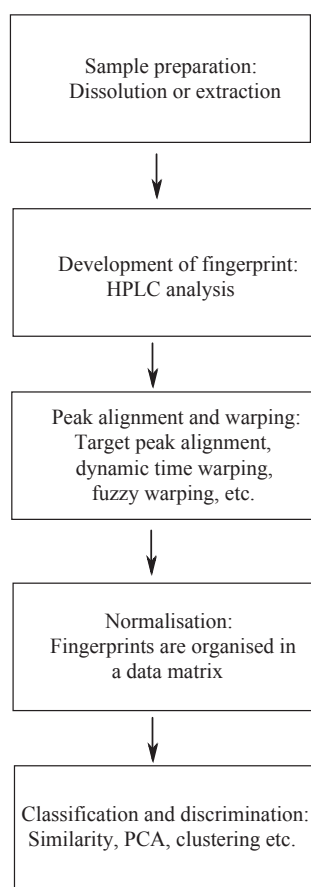 Sample preparation:
Dissolution or extraction
Development of fingerprint:
HPLC analysis
Peak alignment and warping:
Target peak alignment,
dynamic time warping,
fuzzy warping, etc.
Normalisation:
Fingerprints are organised in
a data matrix
Classification and discrimination:
Similarity, PCA, clustering etc.